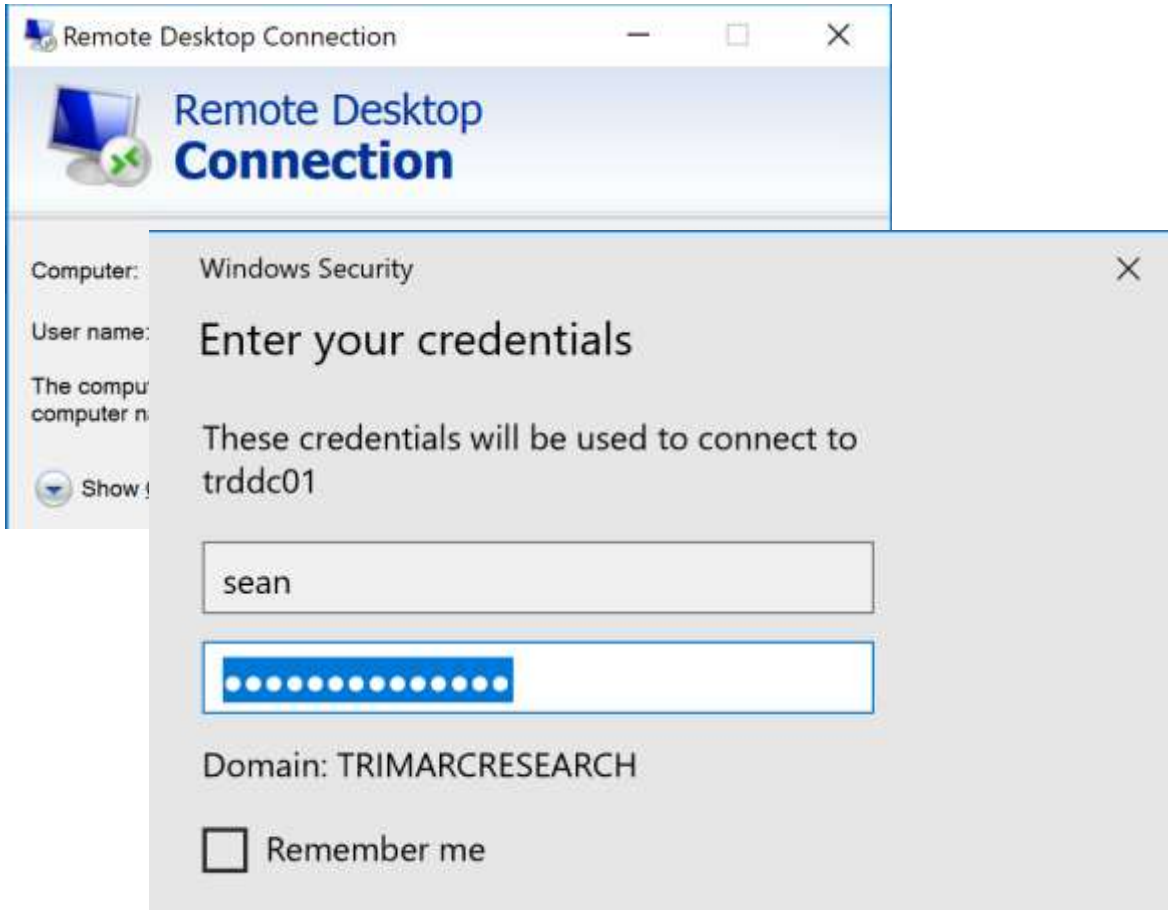 Remote Desktop Connection
Remote Desktop
Connection
Computer:
User name:
The compu
computer n
Show
Windows Security
Enter your credentials
These credentials will be used to connect to
trddc01
sean
••••••••••••••
Domain: TRIMARCRESEARCH
Remember me